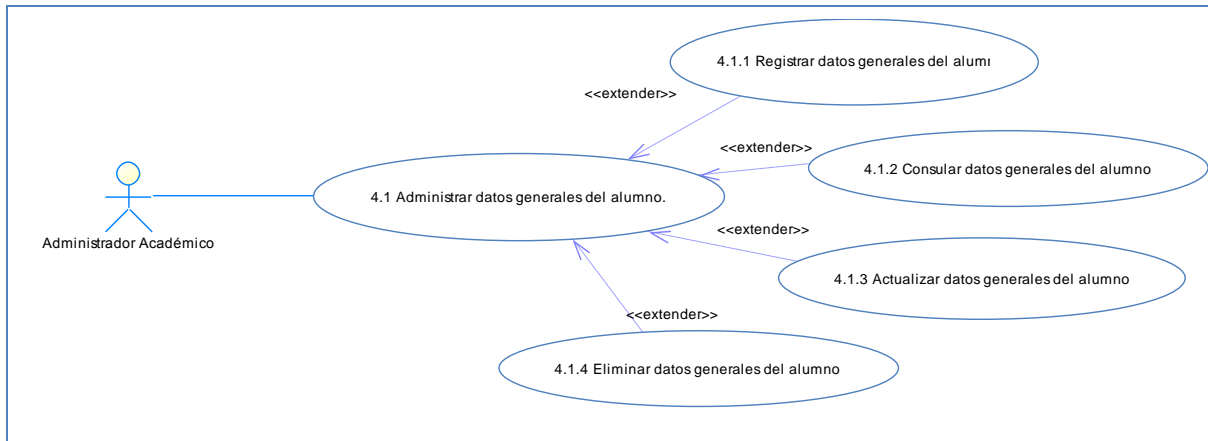 4.1.1 Registrar datos generales del alum
<<extender>>
<<extender>>
4.1.2 Consular datos generales del alumno
4.1 Administrar datos generales del alumno.
<<extender>>
Administrador Académico
4.1.3 Actualizar datos generales del alumno
<<extender>>
4.1.4 Eliminar datos generales del alumno